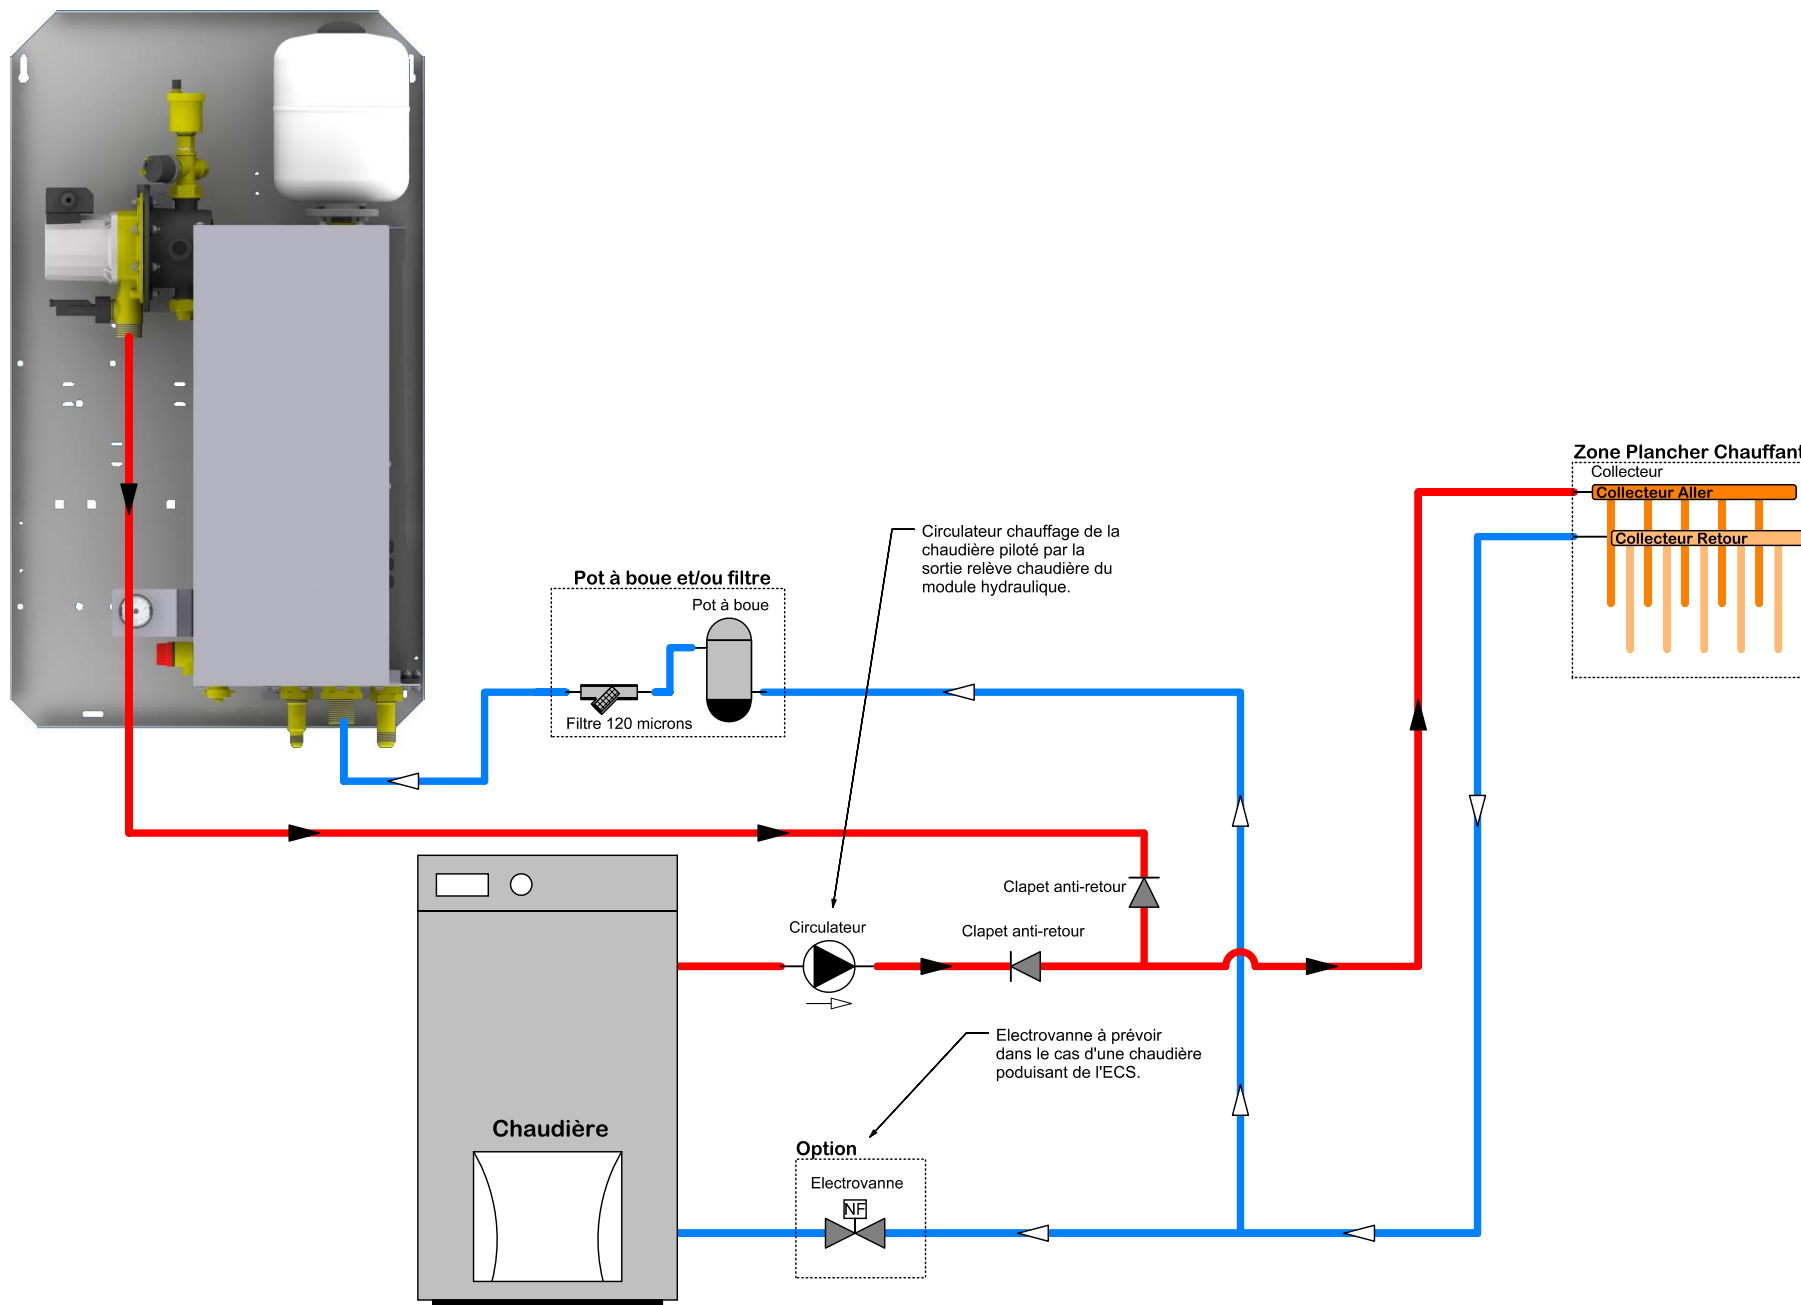 Zone Plancher Chauffant
Collecteur
Collecteur Aller
Collecteur Retour
Circulateur chauffage de la
chaudière piloté par la
sortie relève chaudière du
module hydraulique.
Pot à boue et/ou filtre
Pot à boue
Filtre 120 microns
Clapet anti-retour
Circulateur
Clapet anti-retour
Electrovanne à prévoir
dans le cas d'une chaudière
poduisant de l'ECS.
Chaudière
Option
Electrovanne
NF